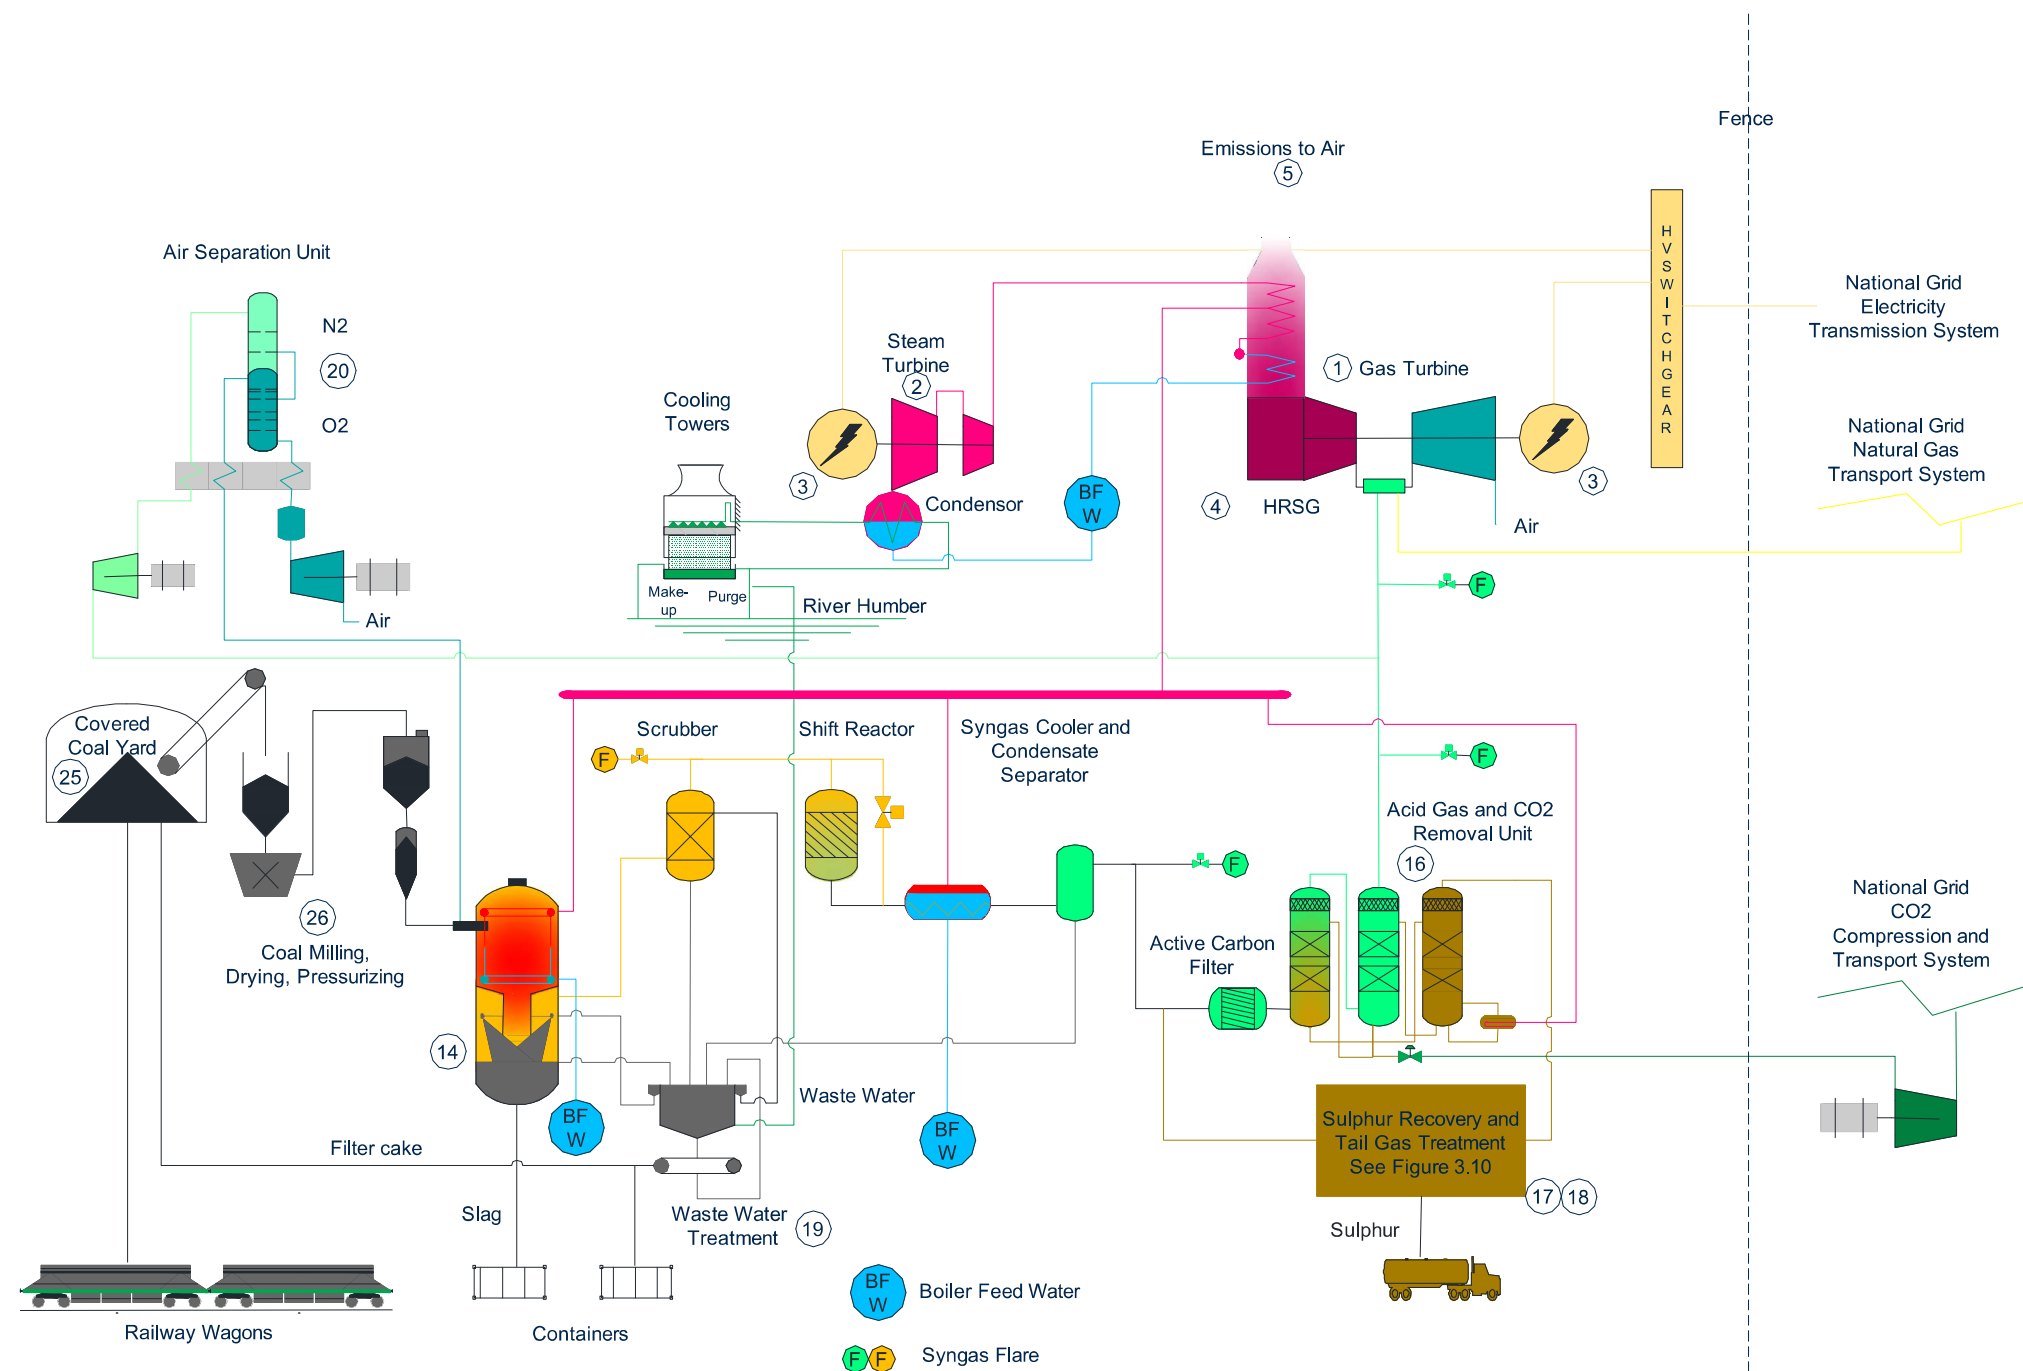 Fence
Emissions to Air
5
Air Separation Unit
N2
20
O2
HVSWITCHGEAR
National Grid
Electricity
Transmission System
Steam
Turbine
2
1
Gas Turbine
Cooling
Towers
3
Condensor
BF
W
4
HRSG
3
Air
National Grid
Natural Gas
Transport System
Make-
up
Purge
River Humber
Air
F
Covered
Coal Yard
25
Scrubber
Shift Reactor
Syngas Cooler and
Condensate
Separator
F
F
Acid Gas and CO2
Removal Unit
16
F
26
Coal Milling,
Drying, Pressurizing
Active Carbon
Filter
National Grid
CO2
Compression and
Transport System
14
BF
W
Waste Water
BF
W
Sulphur Recovery and
Tail Gas Treatment
See Figure 3.10
17
18
Filter cake
Slag
Waste Water
Treatment
19
Sulphur
BF
W
Boiler Feed Water
Railway Wagons
Containers
F
F
Syngas Flare